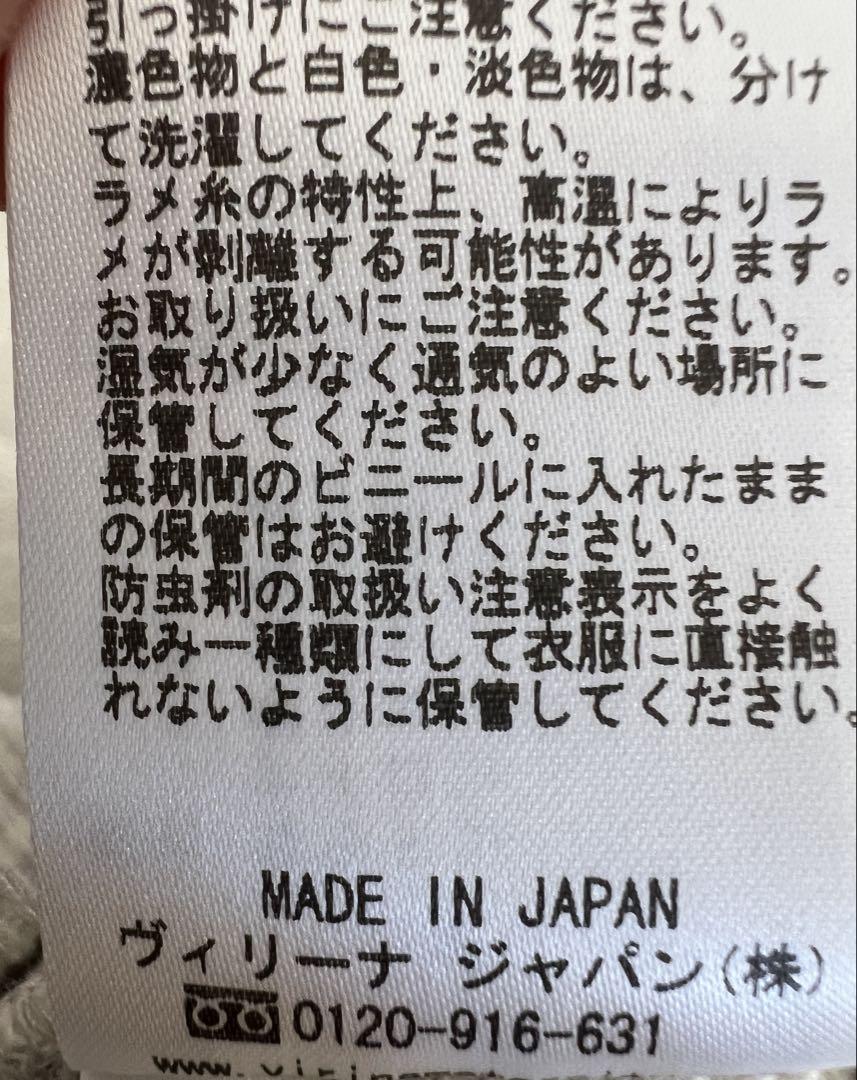 引っ掛けにご注意ください。
濃色物と白色・淡色物は、分け
て洗濯してください。
ラメ糸の特性上、高温によりラ
メが剥離する可能性があります。
お取り扱いにご注意ください。
湿気が少なく通気のよい場所に
保管してください。
長期間のビニールに入れたまま
の保管はお避けください。
防虫剤の取扱い注意表示をよく
読み一種類にして衣服に直接触
れないように保管してください。
MADE IN JAPAN
ヴィリーナ ジャパン(株)
0120-916-631